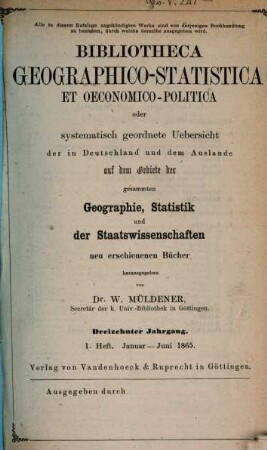 Geo. V. 247
Alle in diesem Kataloge angekündigten Werke sind von derjenigen Buchhandlung
zu beziehen, durch welche derselbe ausgegeben wird.
BIBLIOTHECA
GEOGRAPHICO-STATISTICA
ET OECONOMICO-POLITICA
oder
systematisch geordnete Uebersicht
der in Deutschland und dem Auslande
auf dem Gebiete der
gesammten
Geographie, Statistik
und
der Staatswissenschaften
neu erschienenen Bücher
herausgegeben
von
Dr. W. MÜLDENER,
Secretär der k. Univ.-Bibliothek in Göttingen.
Dreizehnter Jahrgang.
1. Heft. Januar—Juni 1865.
Verlag von Vandenhoeck & Ruprecht in Göttingen.
Ausgegeben durch